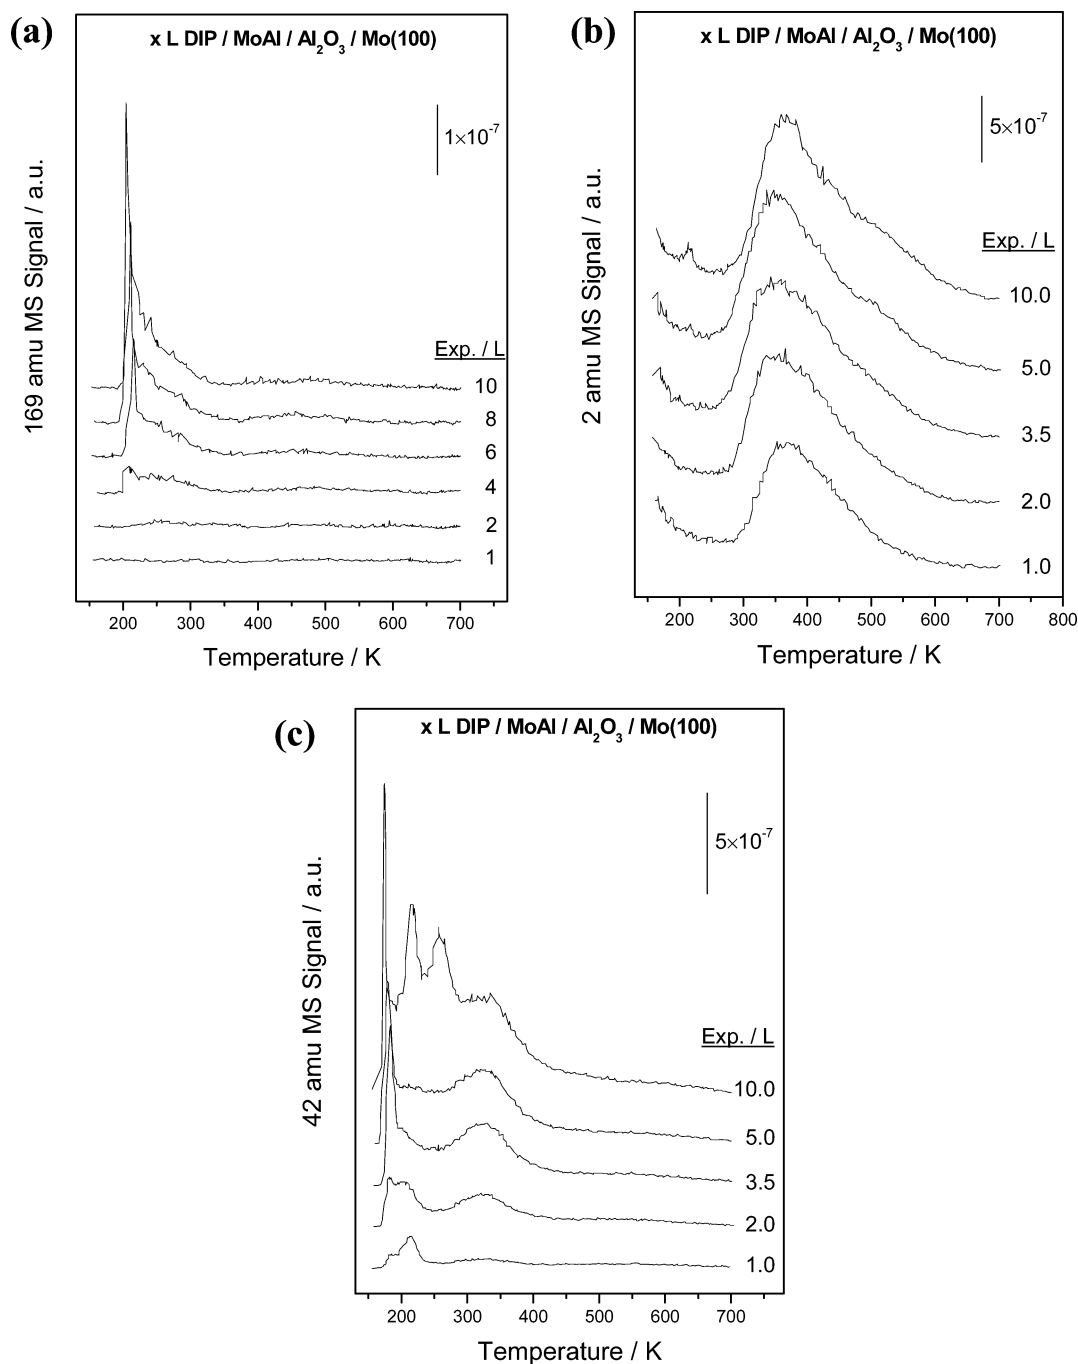 (a)
x L DIP / MoAl / Al₂O₃ / Mo(100)
1×10⁻⁷
169 amu MS Signal / a.u.
Exp. / L
10
8
6
4
2
1
200 300 400 500 600 700
Temperature / K
(b)
x L DIP / MoAl / Al₂O₃ / Mo(100)
5×10⁻⁷
2 amu MS Signal / a.u.
Exp. / L
10.0
5.0
3.5
2.0
1.0
200 300 400 500 600 700 800
Temperature / K
(c)
x L DIP / MoAl / Al₂O₃ / Mo(100)
5×10⁻⁷
42 amu MS Signal / a.u.
Exp. / L
10.0
5.0
3.5
2.0
1.0
200 300 400 500 600 700
Temperature / K